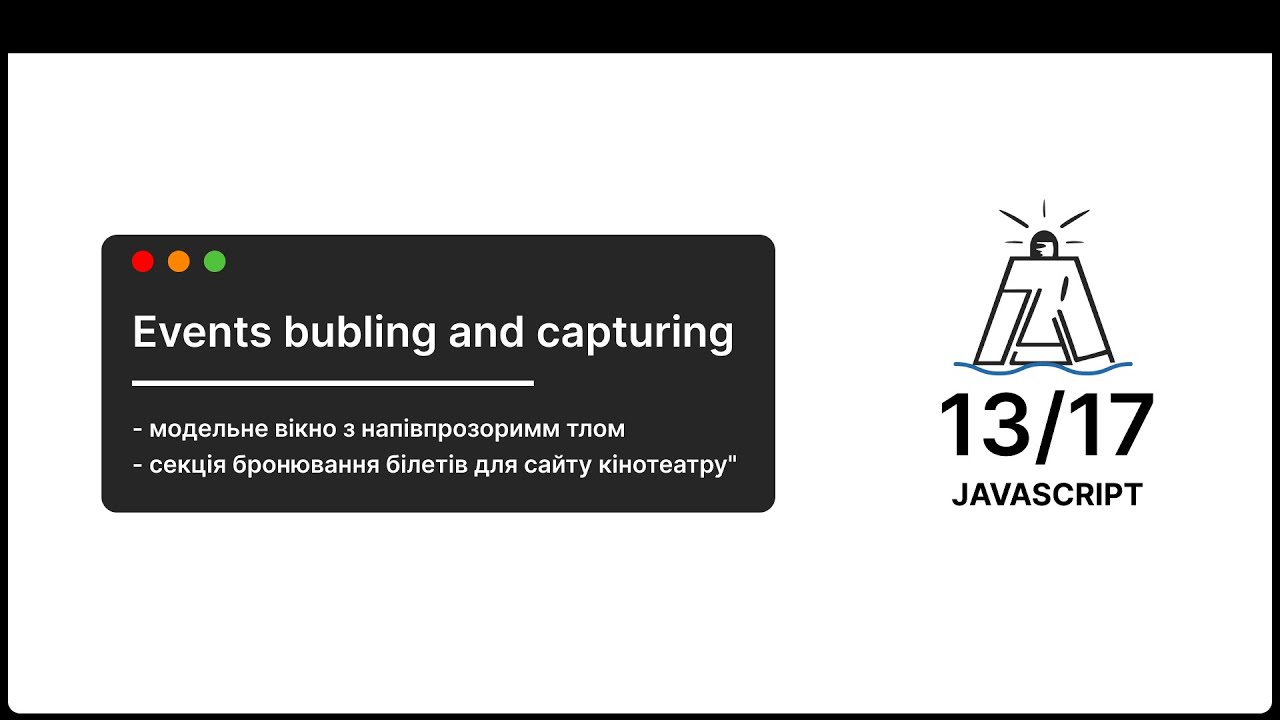 Events bubling and capturing
- модельне вікно з напівпрозоримм тлом
- секція бронювання білетів для сайту кінотеатру"
13/17
JAVASCRIPT